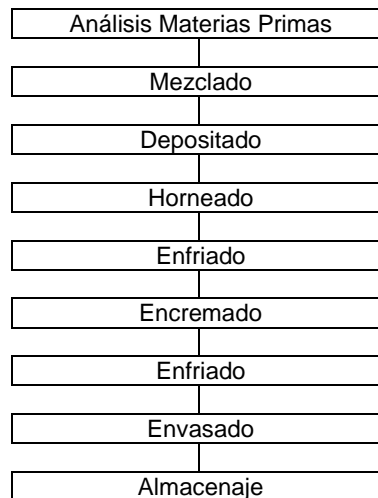 Análisis Materias Primas
Mezclado
Depositado
Horneado
Enfriado
Encremado
Enfriado
Envasado
Almacenaje